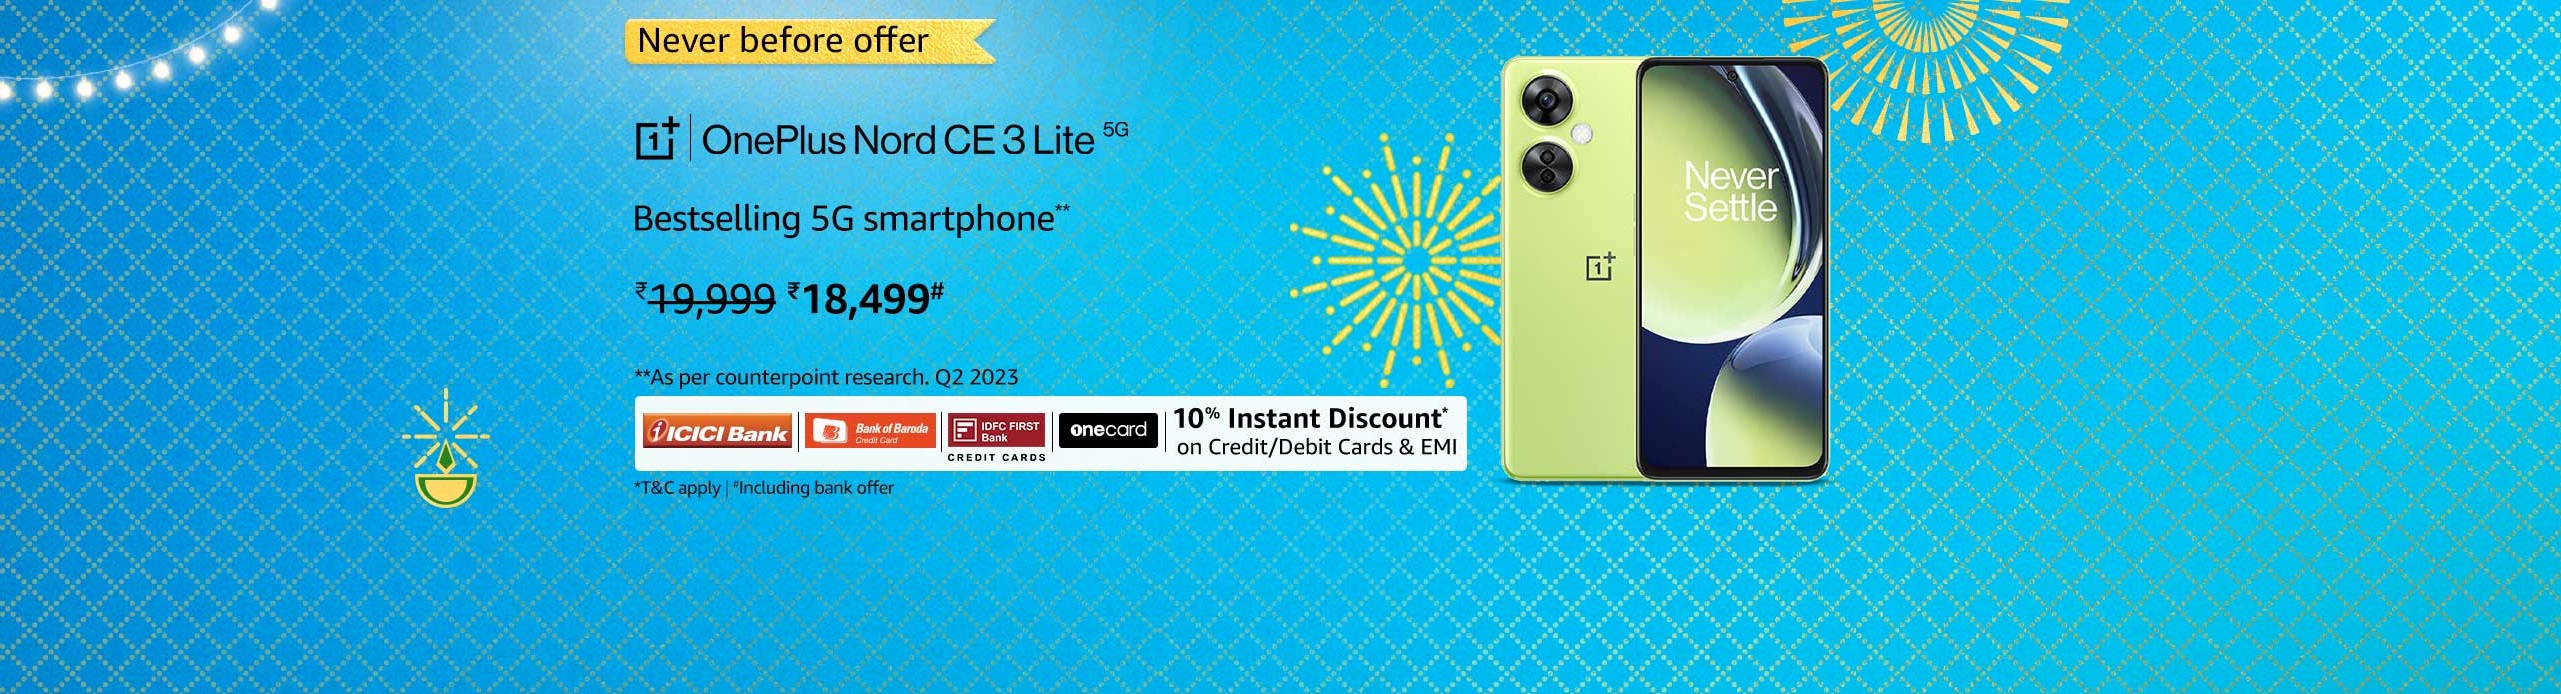 Never before offer
1+ | OnePlus Nord CE 3 Lite 5G
Bestselling 5G smartphone**
₹19,999 ₹18,499#
**As per counterpoint research. Q2 2023
ICICI Bank
Bank of Baroda
Credit Card
IDFC FIRST
Bank
CREDIT CARDS
onecard
10% Instant Discount*
on Credit/Debit Cards & EMI
*T&C apply | #Including bank offer
Never
Settle
1+